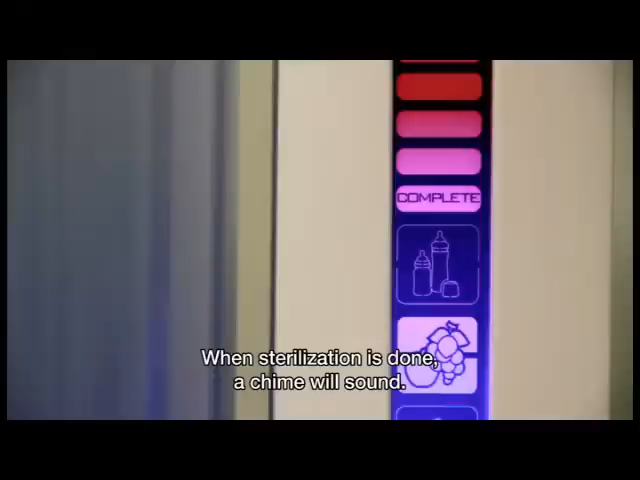 COMPLETE
When sterilization is done,
a chime will sound.